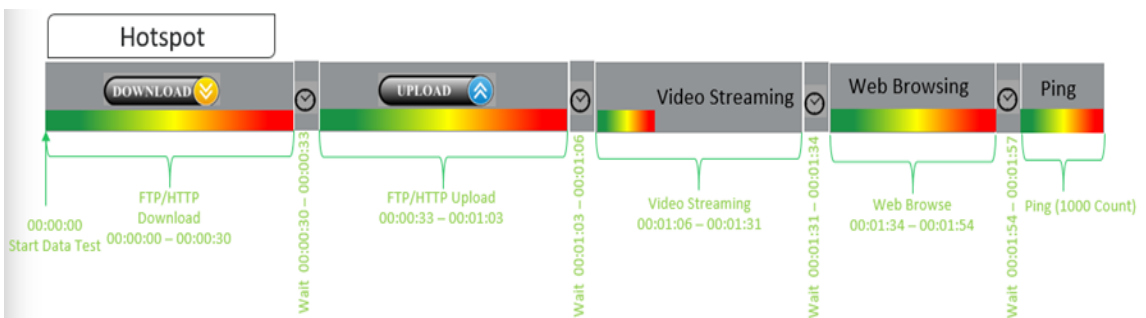 Hotspot
DOWNLOAD
UPLOAD
Video Streaming
Web Browsing
Ping
00:00:00
Start Data Test
FTP/HTTP
Download
00:00:00 – 00:00:30
Wait 00:00:30 – 00:00:33
FTP/HTTP Upload
00:00:33 – 00:01:03
Wait 00:01:03 – 00:01:06
Video Streaming
00:01:06 – 00:01:31
Wait 00:01:31 – 00:01:34
Web Browse
00:01:34 – 00:01:54
Wait 00:01:54 – 00:01:57
Ping (1000 Count)